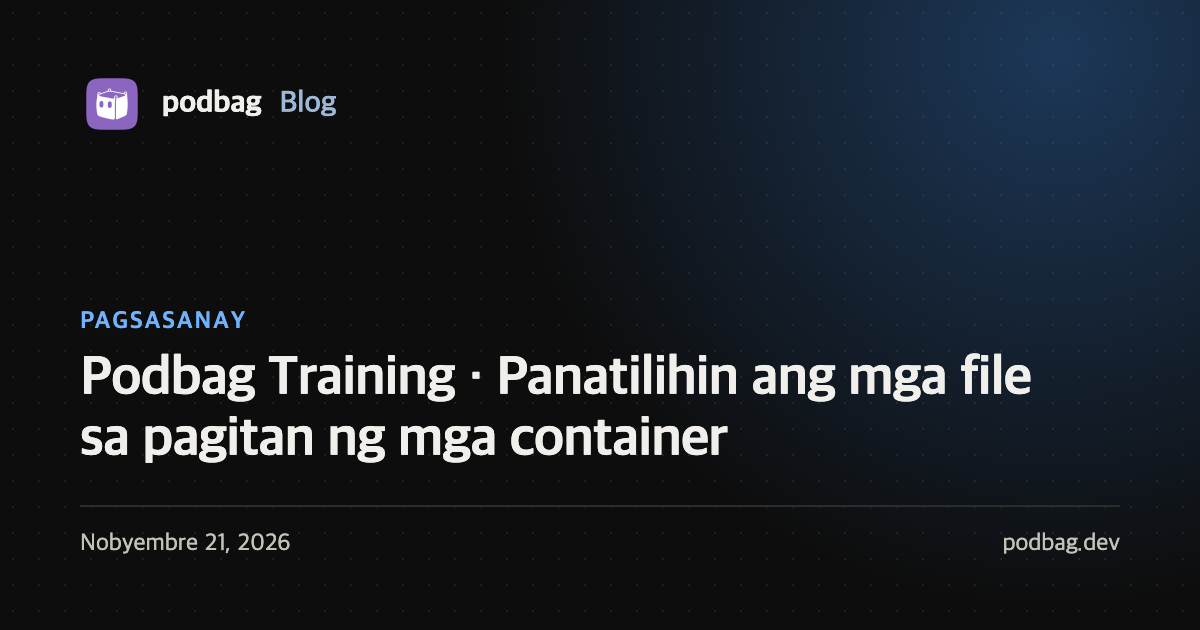 podbag Blog
PAGSASANAY
Podbag Training · Panatilihin ang mga file
sa pagitan ng mga container
Nobyembre 21, 2026
podbag.dev